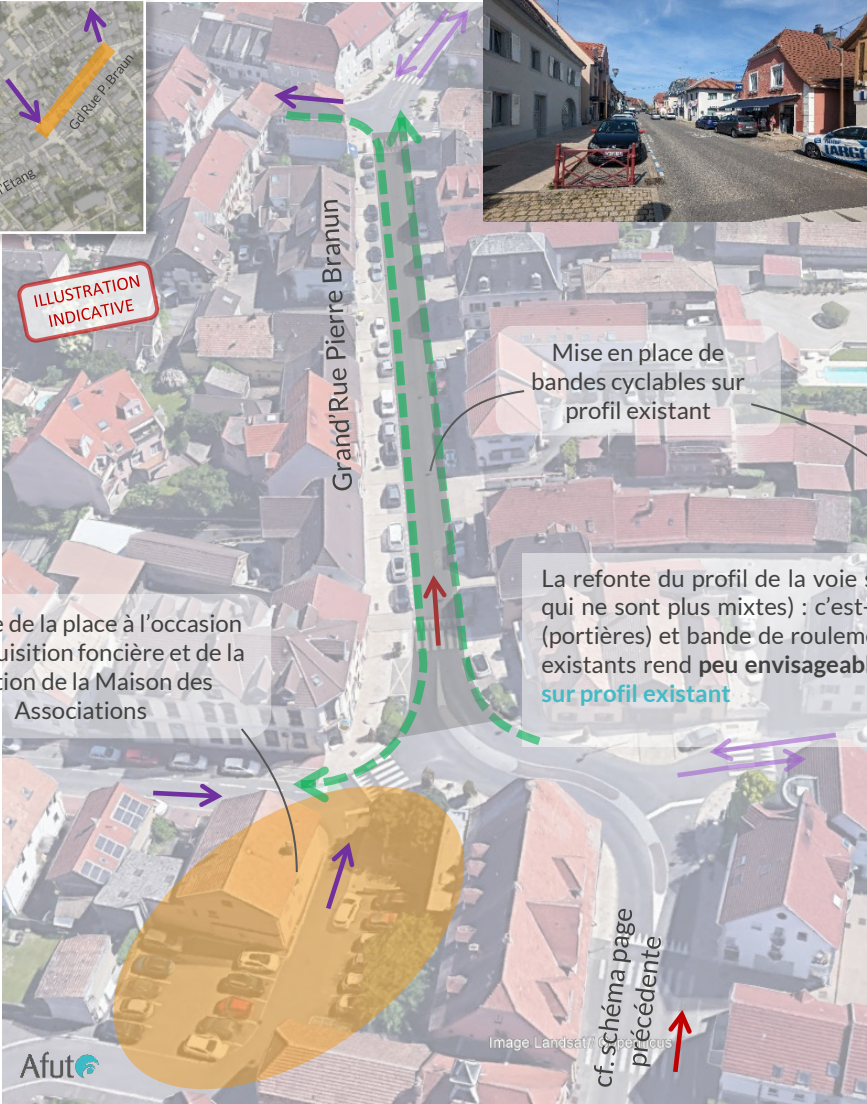 Gd Rue P. Braun
l'Etang
ILLUSTRATION
INDICATIVE
Grand'Rue Pierre Branun
Mise en place de
bandes cyclables sur
profil existant
La refonte du profil de la voie s
qui ne sont plus mixtes) : c'est-
(portières) et bande de rouleme
existants rend peu envisageabl
sur profil existant
e de la place à l'occasion
uisition foncière et de la
tion de la Maison des
Associations
cf. schéma page
précédente
Image Landsat / Copernicus
Afut